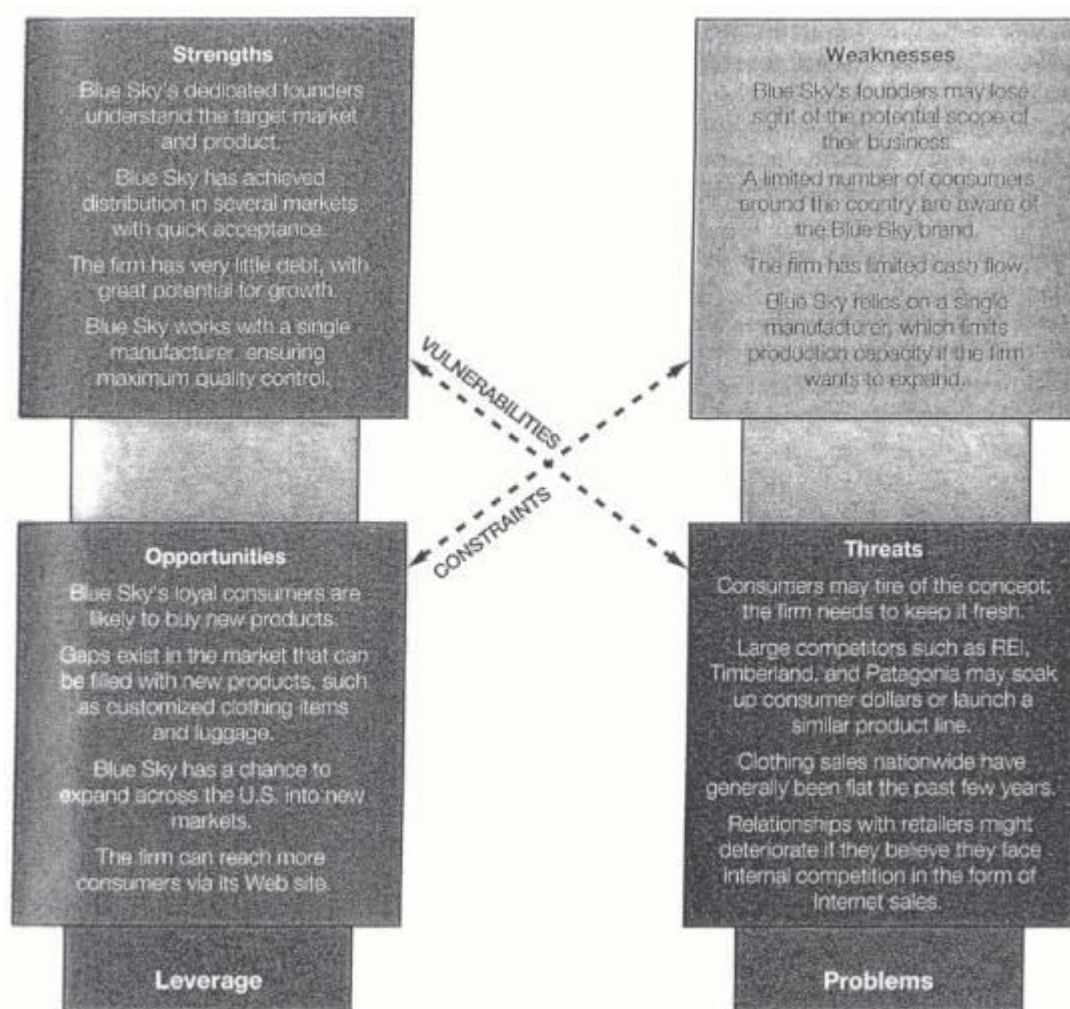 Strengths
Blue Sky's dedicated founders
understand the target market
and product.
Blue Sky has achieved
distribution in several markets
with quick acceptance.
The firm has very little debt, with
great potential for growth.
Blue Sky works with a single
manufacturer, ensuring
maximum quality control.
Weaknesses
Blue Sky's founders may lose
sight of the potential scope of
their business.
A limited number of consumers
around the country are aware of
the Blue Sky brand.
The firm has limited cash flow.
Blue Sky relies on a single
manufacturer, which limits
production capacity if the firm
wants to expand.
VULNERABILITIES
CONSTRAINTS
Opportunities
Blue Sky's loyal consumers are
likely to buy new products.
Gaps exist in the market that can
be filled with new products, such
as customized clothing items
and luggage.
Blue Sky has a chance to
expand across the U.S. into new
markets.
The firm can reach more
consumers via its Web site.
Threats
Consumers may tire of the concept;
the firm needs to keep it fresh.
Large competitors such as REI,
Timberland, and Patagonia may soak
up consumer dollars or launch a
similar product line.
Clothing sales nationwide have
generally been flat the past few years.
Relationships with retailers might
deteriorate if they believe they face
internal competition in the form of
Internet sales.
Leverage
Problems